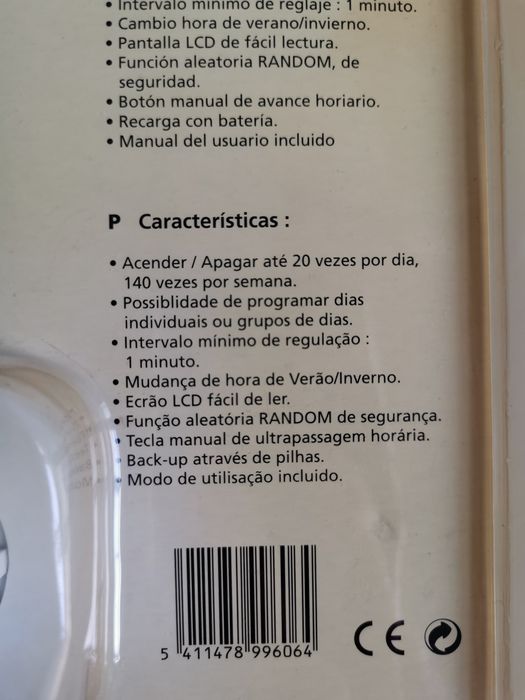 • Intervalo mínimo de reglaje : 1 minuto.
• Cambio hora de verano/invierno.
• Pantalla LCD de fácil lectura.
• Función aleatoria RANDOM, de
seguridad.
• Botón manual de avance horiario.
• Recarga con batería.
• Manual del usuario incluido
P Características :
• Acender / Apagar até 20 vezes por dia,
140 vezes por semana.
• Possiblidade de programar dias
individuais ou grupos de dias.
• Intervalo mínimo de regulação :
1 minuto.
• Mudança de hora de Verão/Inverno.
• Ecrão LCD fácil de ler.
• Função aleatória RANDOM de segurança.
• Tecla manual de ultrapassagem horária.
• Back-up através de pilhas.
• Modo de utilisação incluido.
5 411478 996064
CE